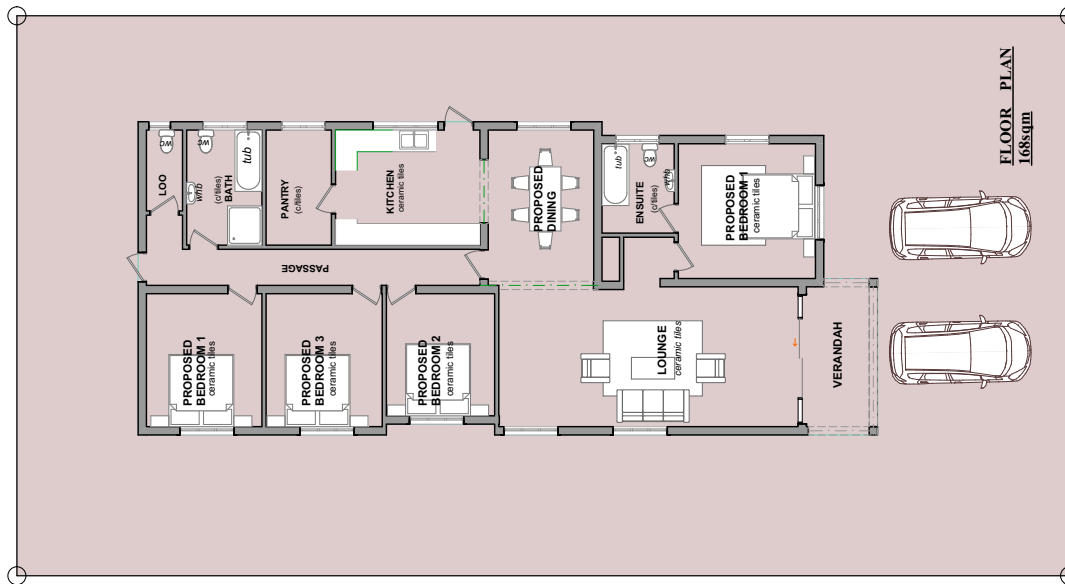 FLOOR PLAN
168sqm
WC
LOO
WC
whb
(c/tiles)
BATH
tub
PANTRY
(c/tiles)
KITCHEN
ceramic tiles
PROPOSED
DINING
tub
WC
whb
ENSUITE
(c/tiles)
PROPOSED
BEDROOM 1
ceramic tiles
PASSAGE
PROPOSED
BEDROOM 1
ceramic tiles
PROPOSED
BEDROOM 3
ceramic tiles
PROPOSED
BEDROOM 2
ceramic tiles
LOUNGE
ceramic tiles
VERANDAH